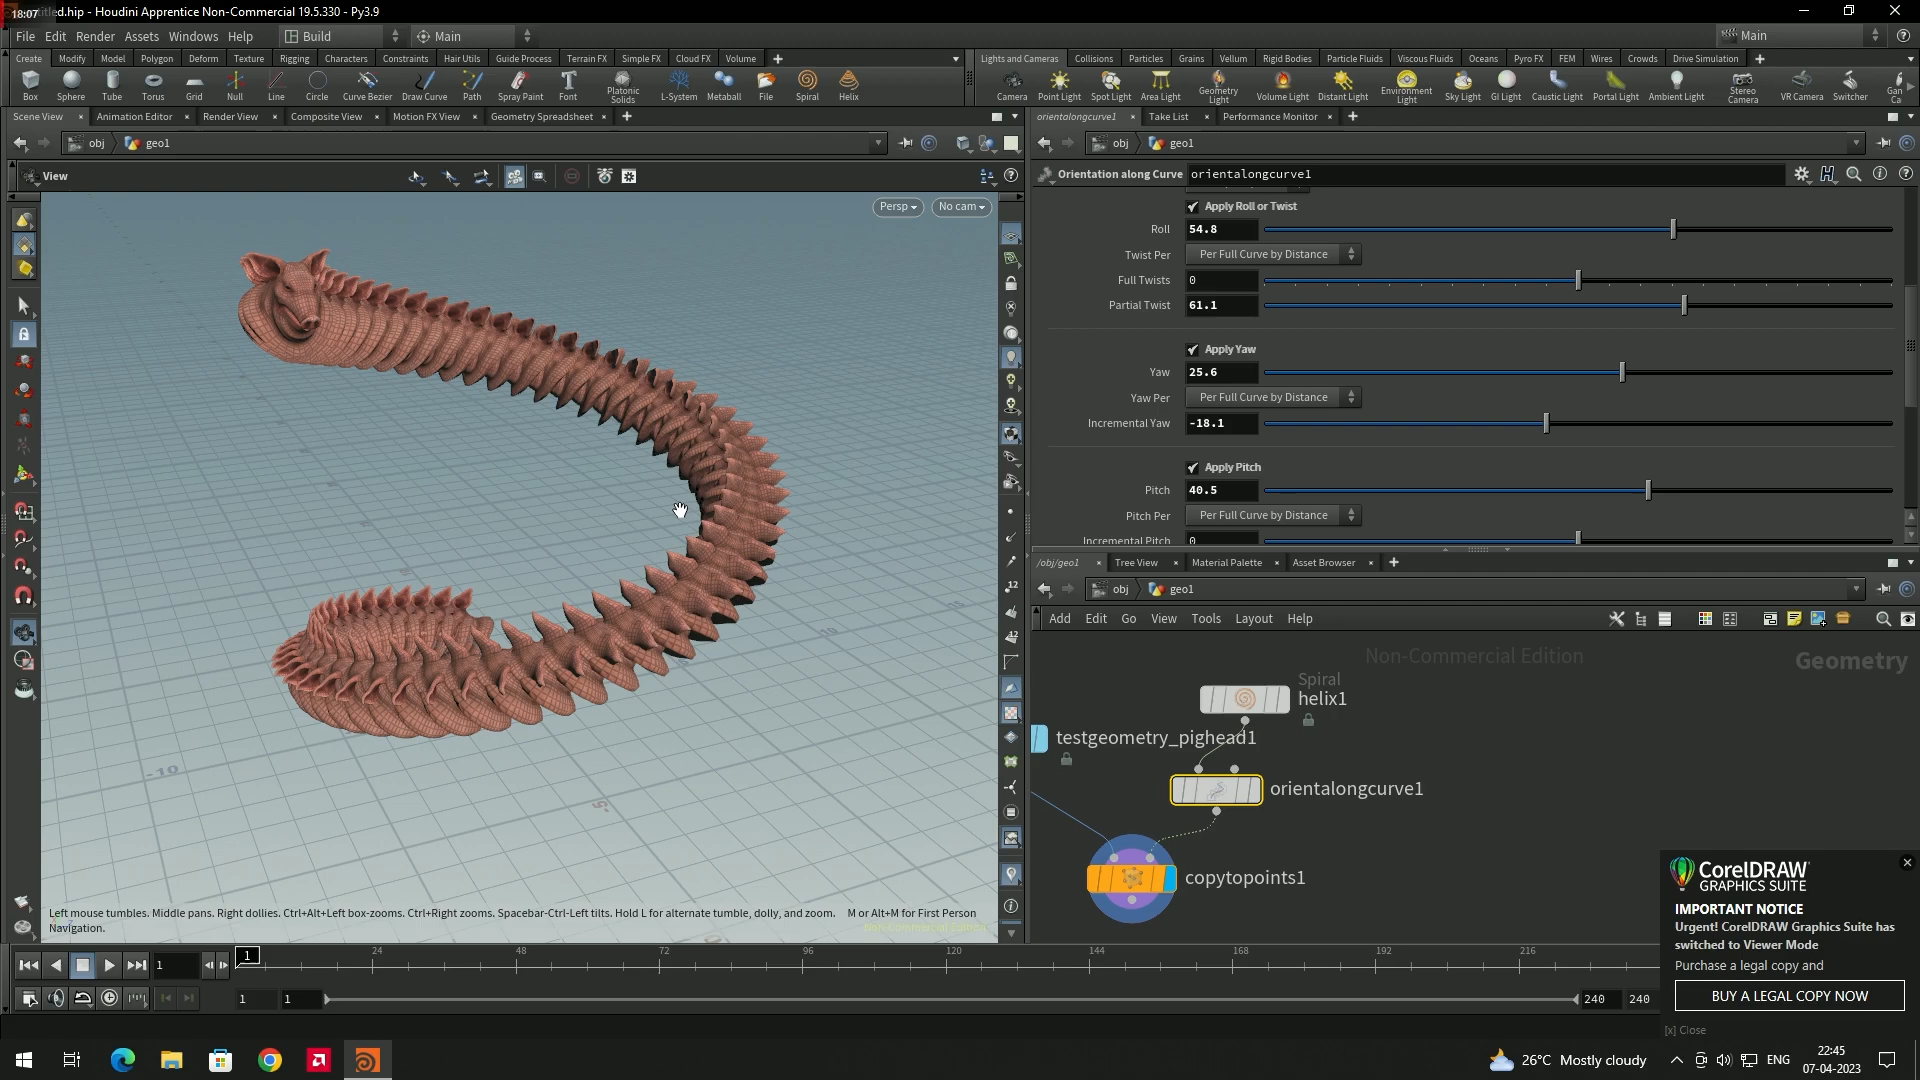 18:07 led.hip - Houdini Apprentice Non-Commercial 19.5.330 - Py3.9
File Edit Render Assets Windows Help Build Main Main
Create Modify Model Polygon Deform Texture Rigging Characters Constraints Hair Utils Guide Process Terrain FX Simple FX Cloud FX Volume
Lights and Cameras Collisions Particles Grains Vellum Rigid Bodies Particle Fluids Viscous Fluids Oceans Pyro FX FEM Wires Crowds Drive Simulation
Box Sphere Tube Torus Grid Null Line Circle Curve Bezier Draw Curve Path Spray Paint Font Platonic Solids L-System Metaball File Spiral Helix
Camera Point Light Spot Light Area Light Geometry Light Volume Light Distant Light Environment Light Sky Light GI Light Caustic Light Portal Light Ambient Light Stereo Camera VR Camera Switcher Gan Ca
Scene View Animation Editor Render View Composite View Motion FX View Geometry Spreadsheet
orientalongcurve1 Take List Performance Monitor
obj geo1
obj geo1
View
Orientation along Curve orientalongcurve1
Persp No cam
Apply Roll or Twist
Roll 54.8
Twist Per Per Full Curve by Distance
Full Twists 0
Partial Twist 61.1
Apply Yaw
Yaw 25.6
Yaw Per Per Full Curve by Distance
Incremental Yaw -18.1
Apply Pitch
Pitch 40.5
Pitch Per Per Full Curve by Distance
Incremental Pitch 0
/obj/geo1 Tree View Material Palette Asset Browser
obj geo1
Add Edit Go View Tools Layout Help
Non-Commercial Edition
Geometry
Spiral
helix1
testgeometry_pighead1
orientalongcurve1
copytopoints1
12
12
-10
-5
10
15
Left mouse tumbles. Middle pans. Right dollies. Ctrl+Alt+Left box-zooms. Ctrl+Right zooms. Spacebar-Ctrl-Left tilts. Hold L for alternate tumble, dolly, and zoom. M or Alt+M for First Person
Navigation.
Non-Commercial Edition
CorelDRAW
GRAPHICS SUITE
IMPORTANT NOTICE
Urgent! CorelDRAW Graphics Suite has
switched to Viewer Mode
Purchase a legal copy and
BUY A LEGAL COPY NOW
[x] Close
1 1 24 48 72 96 120 144 168 192 216
1 1 240 240
26°C Mostly cloudy ENG
22:45
07-04-2023